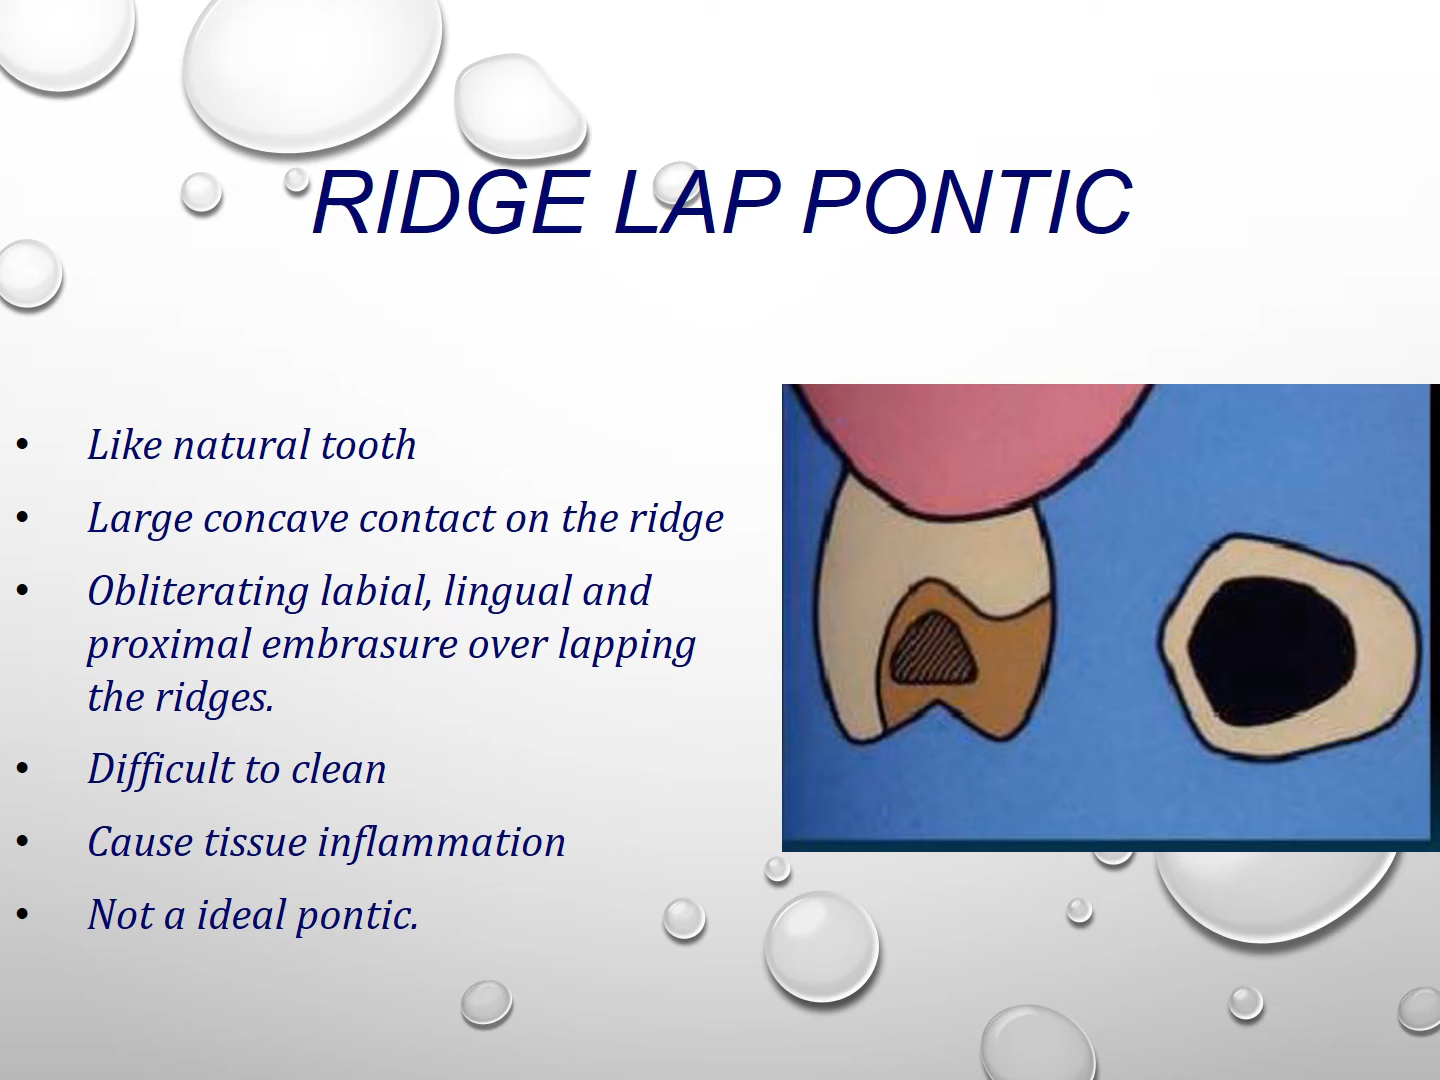 RIDGE LAP PONTIC
• Like natural tooth
• Large concave contact on the ridge
• Obliterating labial, lingual and
proximal embrasure over lapping
the ridges.
• Difficult to clean
• Cause tissue inflammation
• Not a ideal pontic.